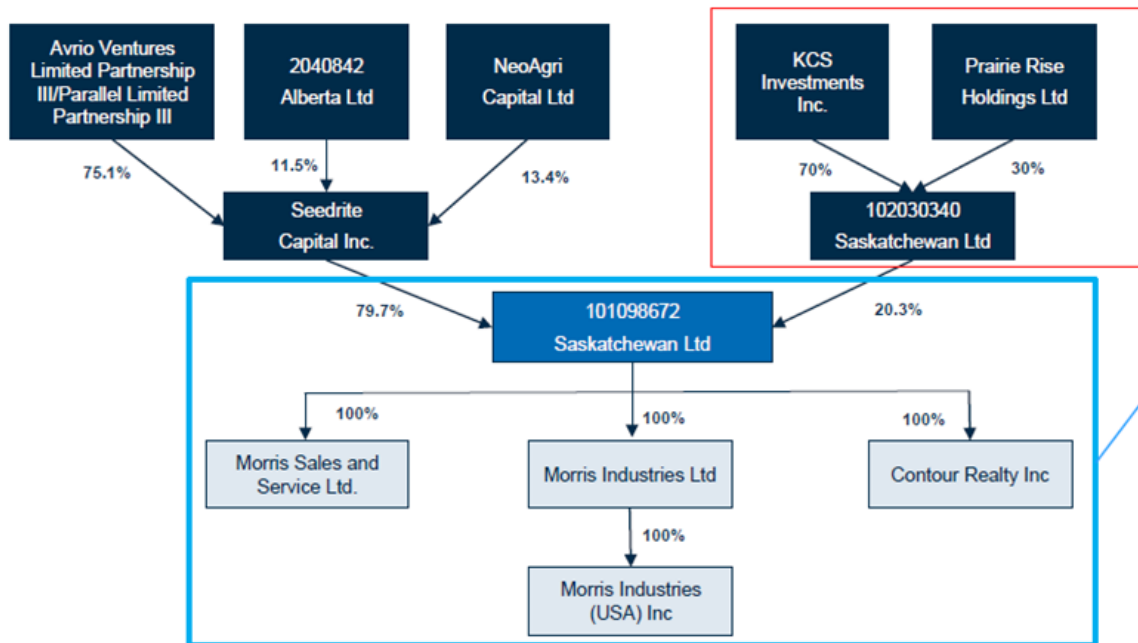 Avrio Ventures
Limited Partnership
III/Parallel Limited
Partnership III
2040842
Alberta Ltd
NeoAgri
Capital Ltd
KCS
Investments
Inc.
Prairie Rise
Holdings Ltd
75.1%
11.5%
13.4%
70%
30%
Seedrite
Capital Inc.
102030340
Saskatchewan Ltd
79.7%
101098672
Saskatchewan Ltd
20.3%
100%
100%
100%
Morris Sales and
Service Ltd.
Morris Industries Ltd
Contour Realty Inc
100%
Morris Industries
(USA) Inc